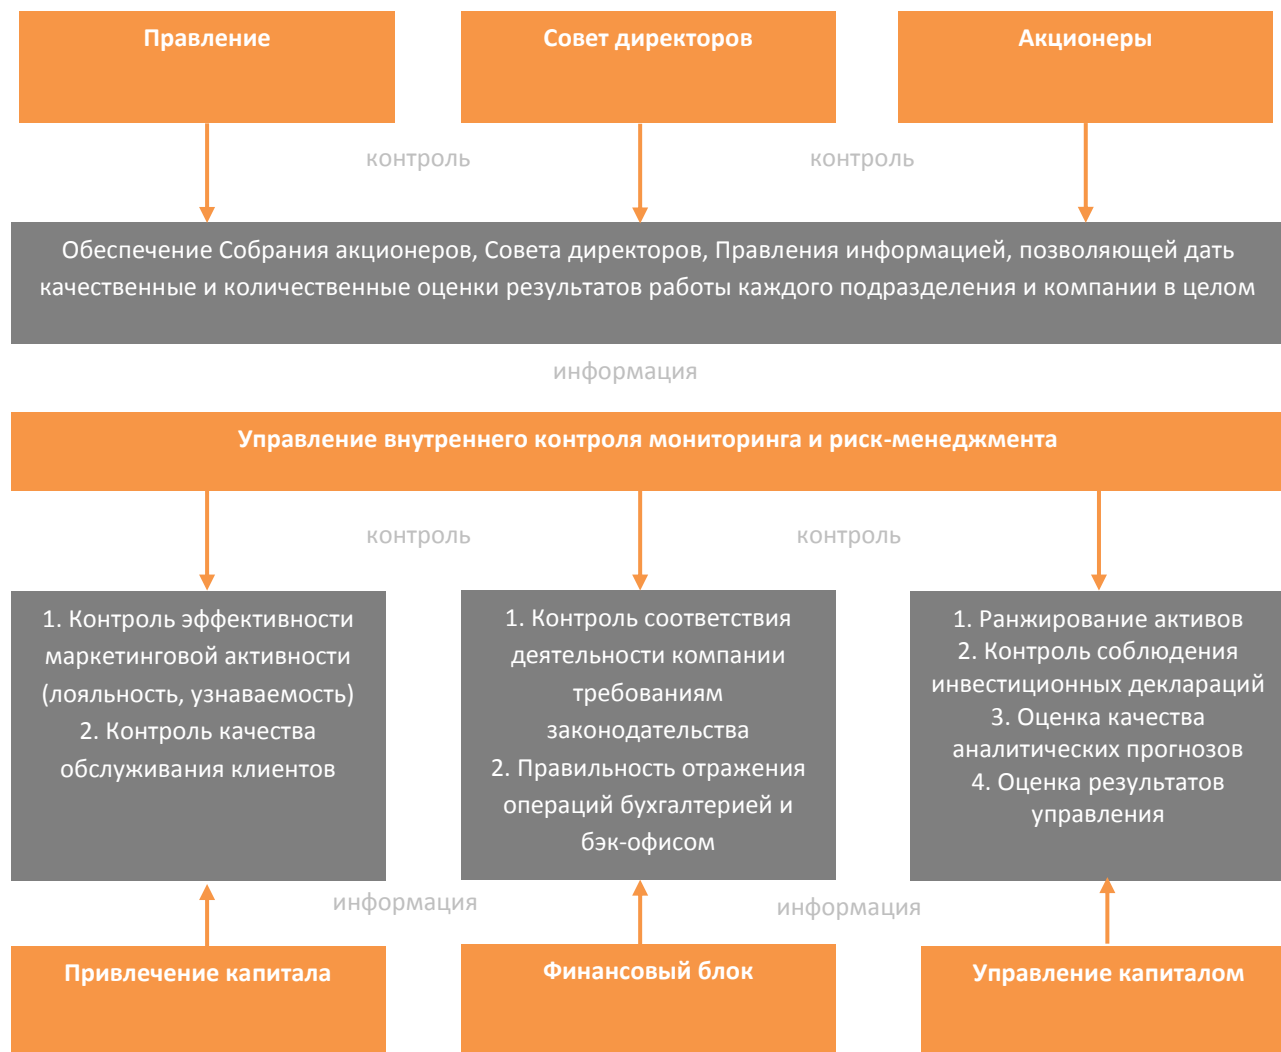 Правление
Совет директоров
Акционеры
контроль
контроль
Обеспечение Собрания акционеров, Совета директоров, Правления информацией, позволяющей дать
качественные и количественные оценки результатов работы каждого подразделения и компании в целом
информация
Управление внутреннего контроля мониторинга и риск-менеджмента
контроль
контроль
1. Контроль эффективности
маркетинговой активности
(лояльность, узнаваемость)
2. Контроль качества
обслуживания клиентов
1. Контроль соответствия
деятельности компании
требованиям
законодательства
2. Правильность отражения
операций бухгалтерией и
бэк-офисом
1. Ранжирование активов
2. Контроль соблюдения
инвестиционных деклараций
3. Оценка качества
аналитических прогнозов
4. Оценка результатов
управления
информация
информация
Привлечение капитала
Финансовый блок
Управление капиталом